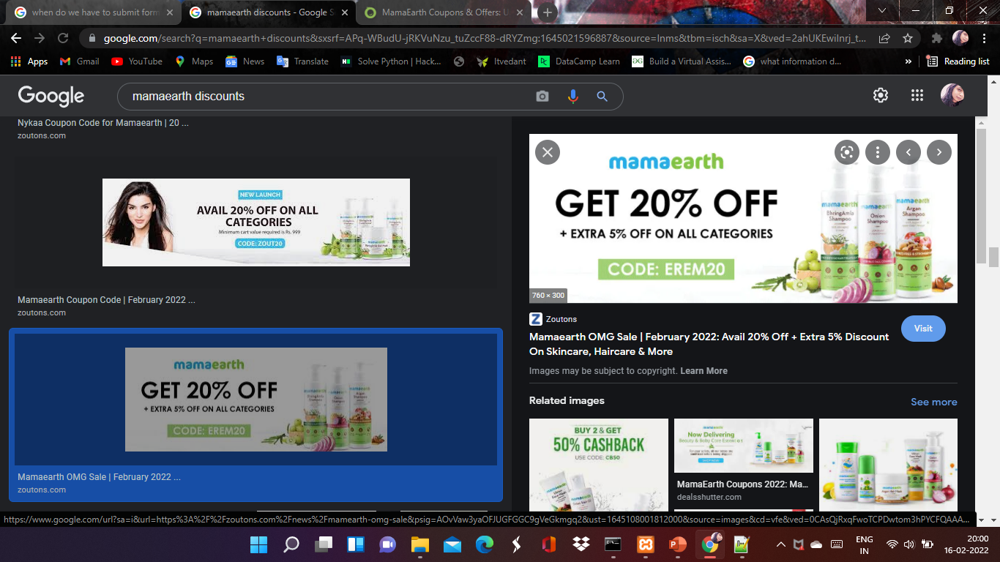 when do we have to submit form
mamaearth discounts - Google S
MamaEarth Coupons & Offers: U
google.com/search?q=mamaearth+discounts&sxsrf=APq-WBudU-jRKVuNzu_tuZccF88-dRYZmg:1645021596887&source=lnms&tbm=isch&sa=X&ved=2ahUKEwiInrj_t...
Apps
Gmail
YouTube
Maps
News
Translate
Solve Python | Hack...
Itvedant
DataCamp Learn
Build a Virtual Assis...
what information d...
Reading list
Google
mamaearth discounts
Nykaa Coupon Code for Mamaearth | 20 ...
zoutons.com
NEW LAUNCH
AVAIL 20% OFF ON ALL
CATEGORIES
Minimum cart value required is Rs. 999
CODE: ZOUT20
Mamaearth Coupon Code | February 2022 ...
zoutons.com
mamaearth
GET 20% OFF
+ EXTRA 5% OFF ON ALL CATEGORIES
CODE: EREM20
Mamaearth OMG Sale | February 2022 ...
zoutons.com
mamaearth
GET 20% OFF
+ EXTRA 5% OFF ON ALL CATEGORIES
CODE: EREM20
mamaearth
BhringAmla
Shampoo
mamaearth
Onion
Shampoo
mamaearth
Argan
Shampoo
760 × 300
Zoutons
Visit
Mamaearth OMG Sale | February 2022: Avail 20% Off + Extra 5% Discount
On Skincare, Haircare & More
Images may be subject to copyright. Learn More
Related images
See more
BUY 2 & GET
50% CASHBACK
USE CODE: CB50
mamaearth
Now Delivering
Beauty & Baby Care Essentials
MamaEarth Coupons 2022: Ma...
dealsshutter.com
https://www.google.com/url?sa=i&url=https%3A%2F%2Fzoutons.com%2Fnews%2Fmamearth-omg-sale&psig=AOvVaw3yaOFJUGFGGC9gVeGkmgq2&ust=1645108001812000&source=images&cd=vfe&ved=0CAsQjRxqFwoTCPDwtom3hPYCFQAAA...
ENG
IN
20:00
16-02-2022